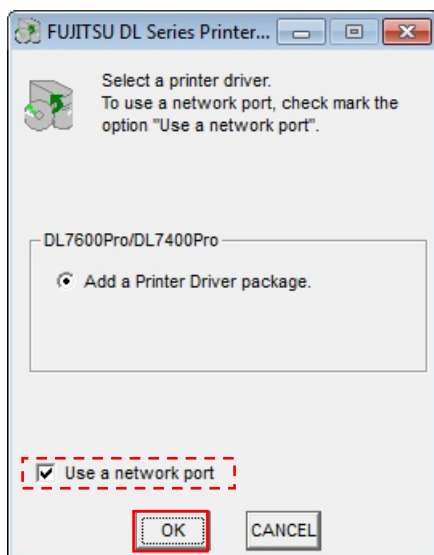 FUJITSU DL Series Printer...
Select a printer driver.
To use a network port, check mark the
option "Use a network port".
DL7600Pro/DL7400Pro
Add a Printer Driver package.
Use a network port
OK
CANCEL